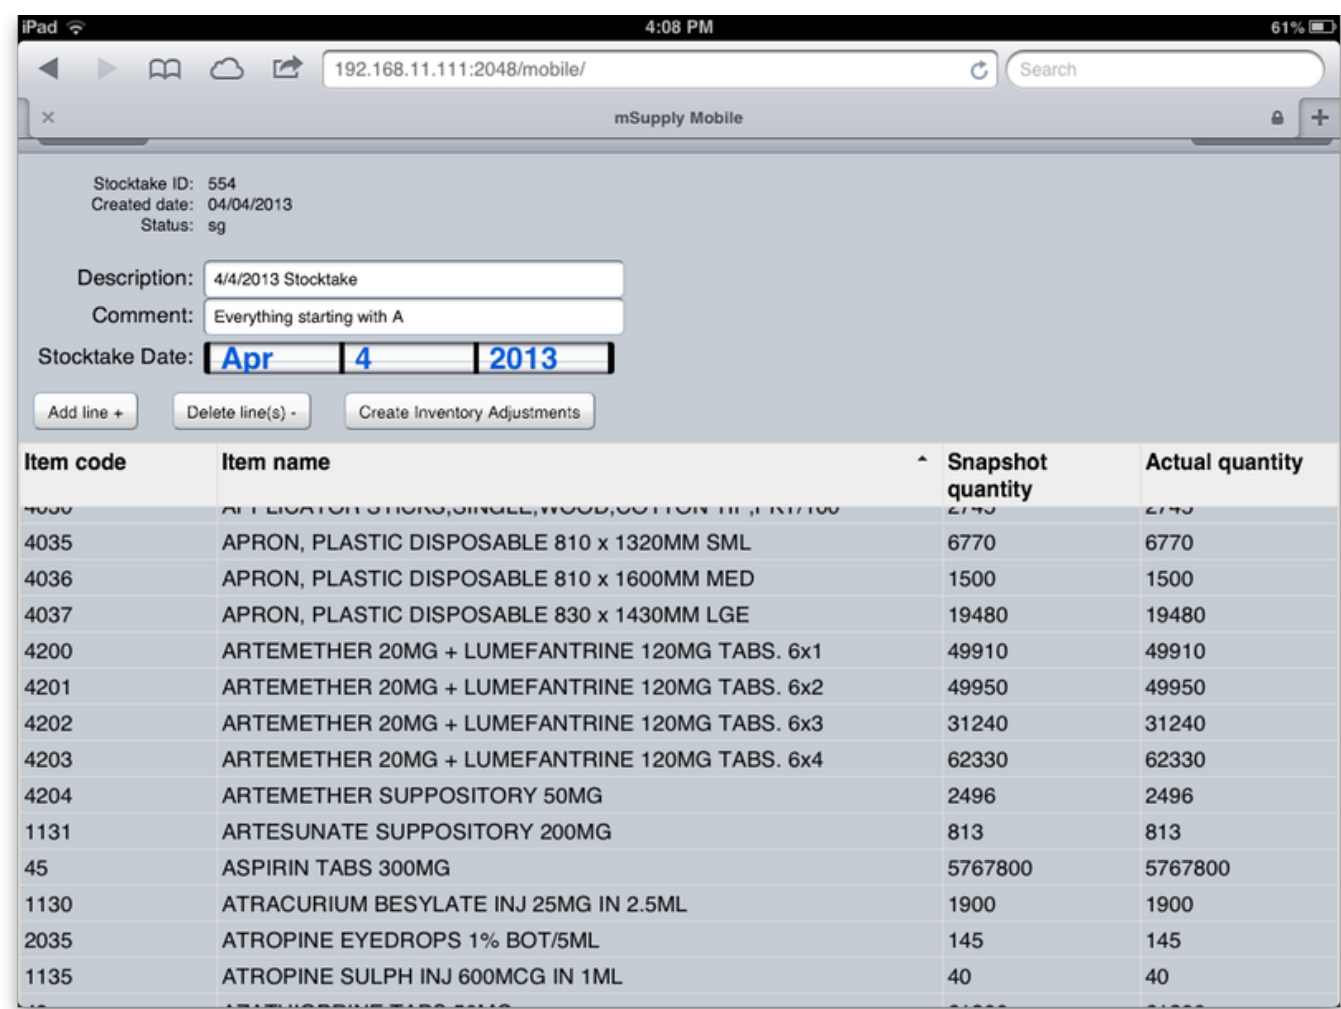 iPad 4:08 PM 61%
192.168.11.111:2048/mobile/ Search
mSupply Mobile
Stocktake ID: 554
Created date: 04/04/2013
Status: sg
Description: 4/4/2013 Stocktake
Comment: Everything starting with A
Stocktake Date: Apr 4 2013
Add line + Delete line(s) - Create Inventory Adjustments
Item code Item name Snapshot quantity Actual quantity
4035 APRON, PLASTIC DISPOSABLE 810 x 1320MM SML 6770 6770
4036 APRON, PLASTIC DISPOSABLE 810 x 1600MM MED 1500 1500
4037 APRON, PLASTIC DISPOSABLE 830 x 1430MM LGE 19480 19480
4200 ARTEMETHER 20MG + LUMEFANTRINE 120MG TABS. 6x1 49910 49910
4201 ARTEMETHER 20MG + LUMEFANTRINE 120MG TABS. 6x2 49950 49950
4202 ARTEMETHER 20MG + LUMEFANTRINE 120MG TABS. 6x3 31240 31240
4203 ARTEMETHER 20MG + LUMEFANTRINE 120MG TABS. 6x4 62330 62330
4204 ARTEMETHER SUPPOSITORY 50MG 2496 2496
1131 ARTESUNATE SUPPOSITORY 200MG 813 813
45 ASPIRIN TABS 300MG 5767800 5767800
1130 ATRACURIUM BESYLATE INJ 25MG IN 2.5ML 1900 1900
2035 ATROPINE EYEDROPS 1% BOT/5ML 145 145
1135 ATROPINE SULPH INJ 600MCG IN 1ML 40 40